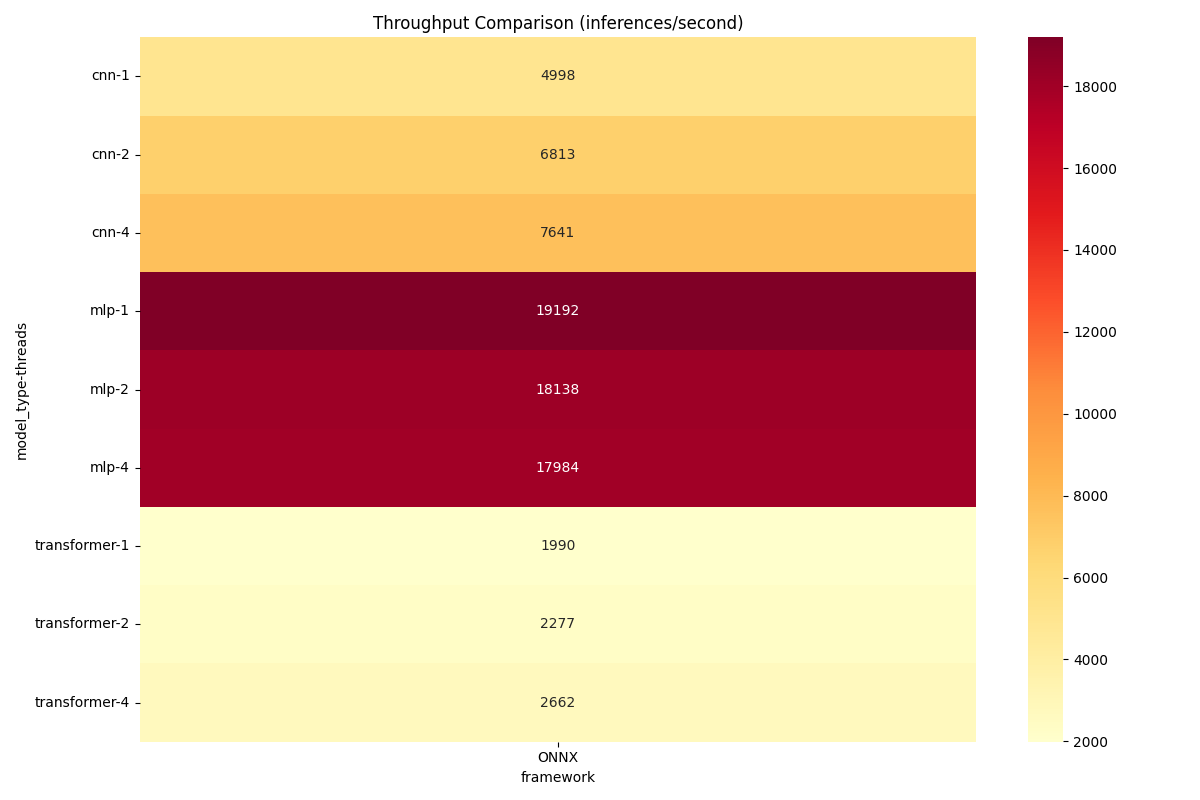 Throughput Comparison (inferences/second)
model_type-threads
cnn-1
4998
cnn-2
6813
cnn-4
7641
mlp-1
19192
mlp-2
18138
mlp-4
17984
transformer-1
1990
transformer-2
2277
transformer-4
2662
ONNX
framework
18000
16000
14000
12000
10000
8000
6000
4000
2000